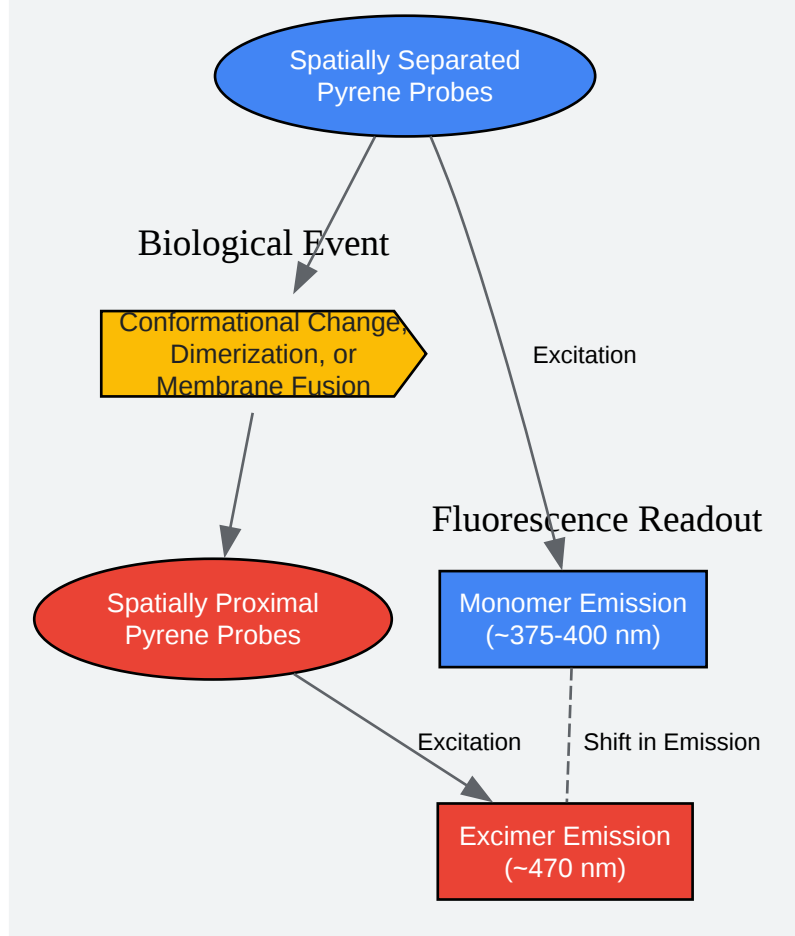 Spatially Separated
Pyrene Probes
Biological Event
Conformational Change,
Dimerization, or
Membrane Fusion
Excitation
Fluorescence Readout
Spatially Proximal
Pyrene Probes
Monomer Emission
(~375-400 nm)
Excitation
Shift in Emission
Excimer Emission
(~470 nm)